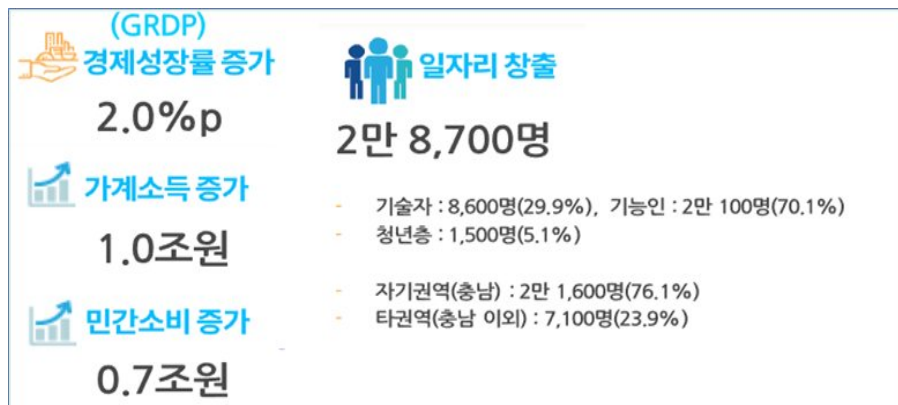 (GRDP)
경제성장률 증가
2.0%p
가계소득 증가
1.0조원
민간소비 증가
0.7조원
일자리 창출
2만 8,700명
- 기술자 : 8,600명(29.9%), 기능인 : 2만 100명(70.1%)
- 청년층 : 1,500명(5.1%)
- 자기권역(충남) : 2만 1,600명(76.1%)
- 타권역(충남 이외) : 7,100명(23.9%)